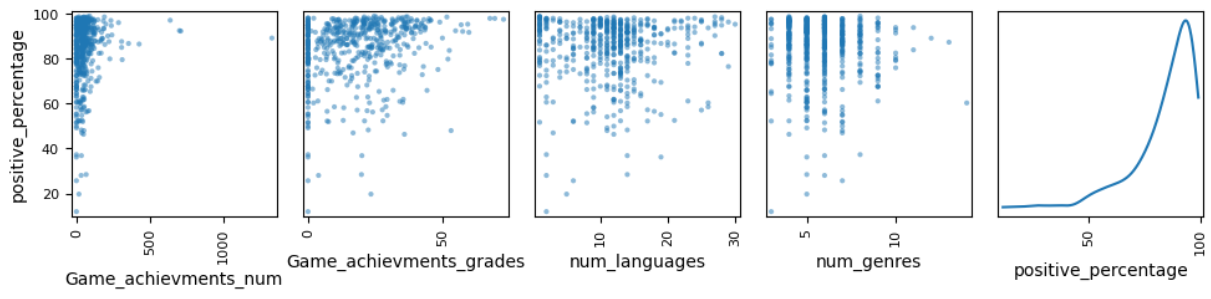 positive_percentage
100
80
60
40
20
0
500
1000
Game_achievments_num
0
50
Game_achievments_grades
10
20
30
num_languages
5
10
num_genres
50
100
positive_percentage